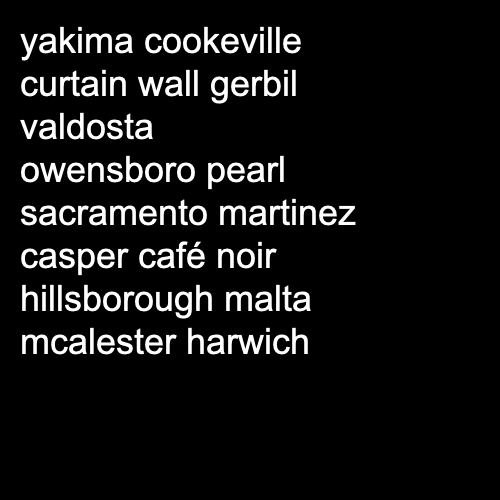 yakima cookeville
curtain wall gerbil
valdosta
owensboro pearl
sacramento martinez
casper café noir
hillsborough malta
mcalester harwich